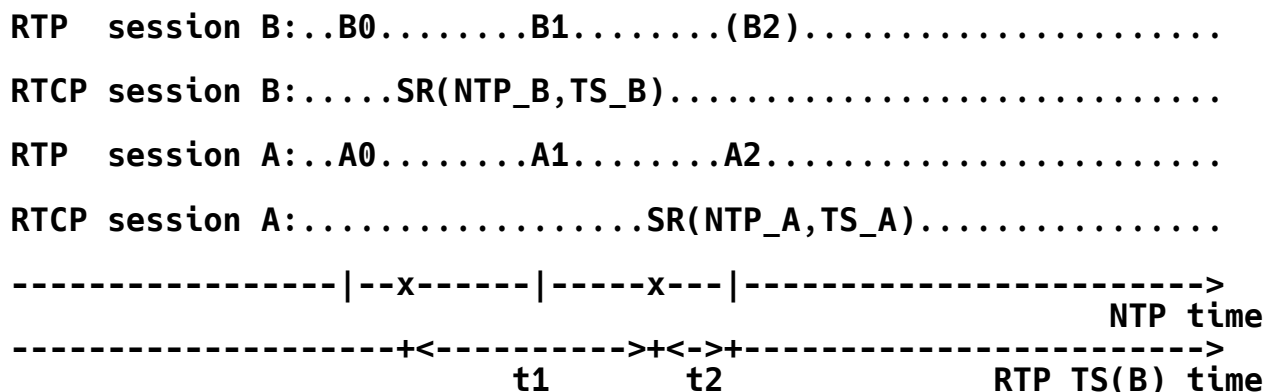 RTP  session B:..B0........B1........(B2)......................
RTCP session B:.....SR(NTP_B,TS_B).............................
RTP  session A:..A0........A1........A2........................
RTCP session A:..................SR(NTP_A,TS_A)................
-----------------|--x------|-----x---|------------------------>
NTP time
--------------------+<---------->+<->+------------------------>
t1       t2              RTP TS(B) time